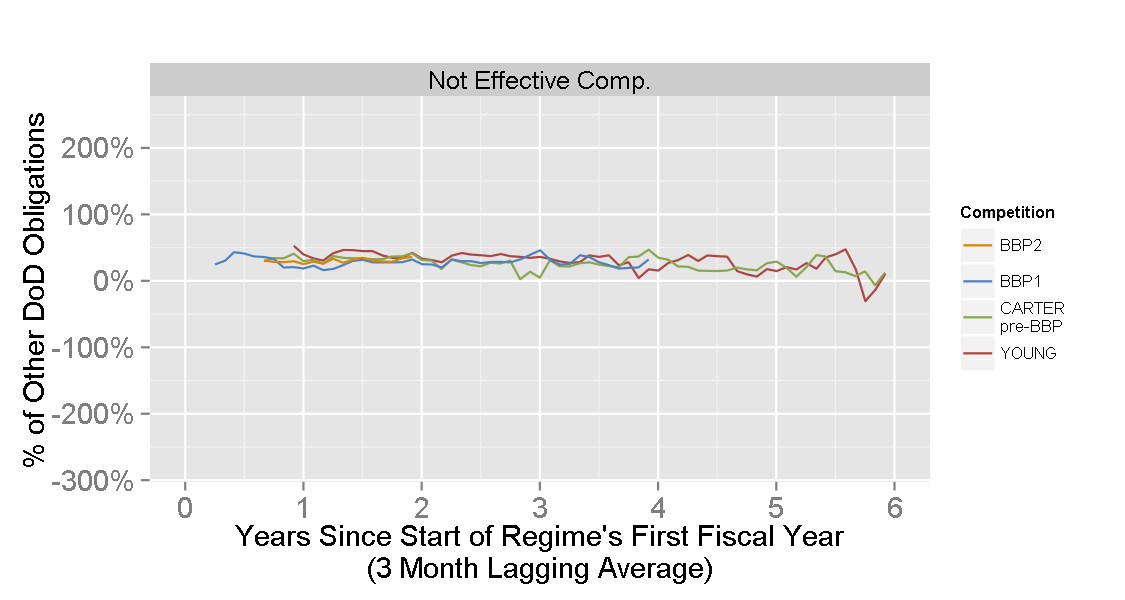 Not Effective Comp.
% of Other DoD Obligations
200%
100%
0%
-100%
-200%
-300%
0 1 2 3 4 5 6
Years Since Start of Regime's First Fiscal Year
(3 Month Lagging Average)
Competition
BBP2
BBP1
CARTER
pre-BBP
YOUNG